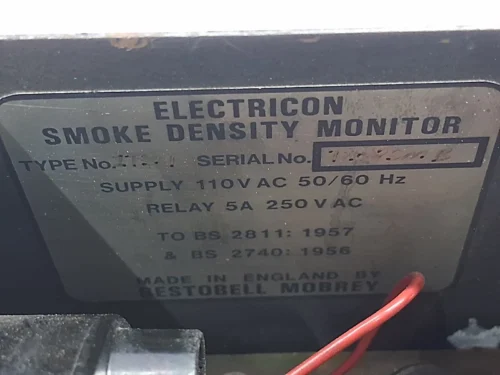 ELECTRICON
SMOKE DENSITY MONITOR
TYPE No. SERIAL No.
SUPPLY 110V AC 50/60 Hz
RELAY 5A 250V AC
TO BS 2811: 1957
& BS 2740: 1956
MADE IN ENGLAND BY
BESTOBELL MOBREY